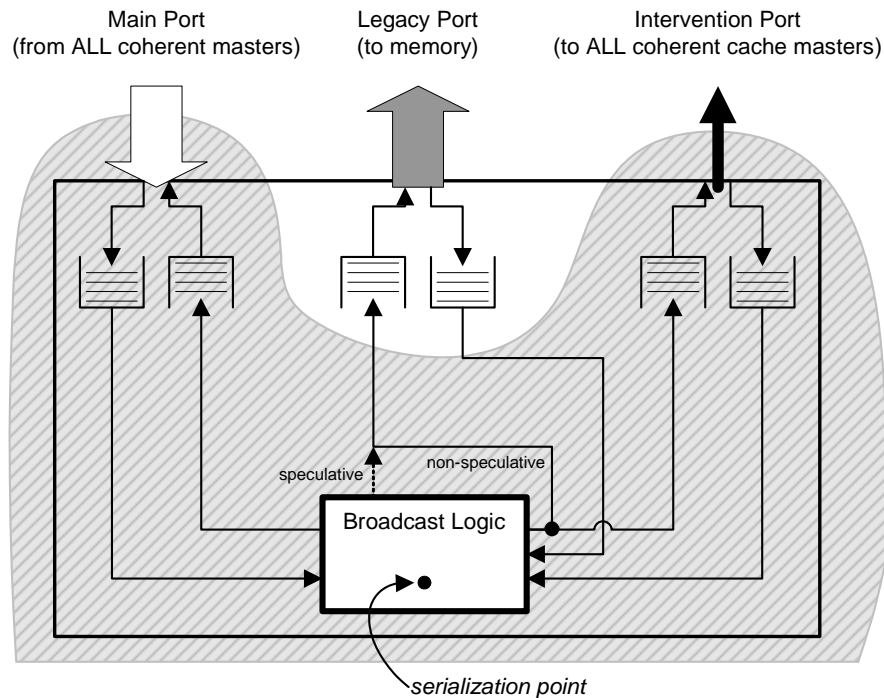 Main Port
(from ALL coherent masters)
Legacy Port
(to memory)
Intervention Port
(to ALL coherent cache masters)
speculative
non-speculative
Broadcast Logic
serialization point